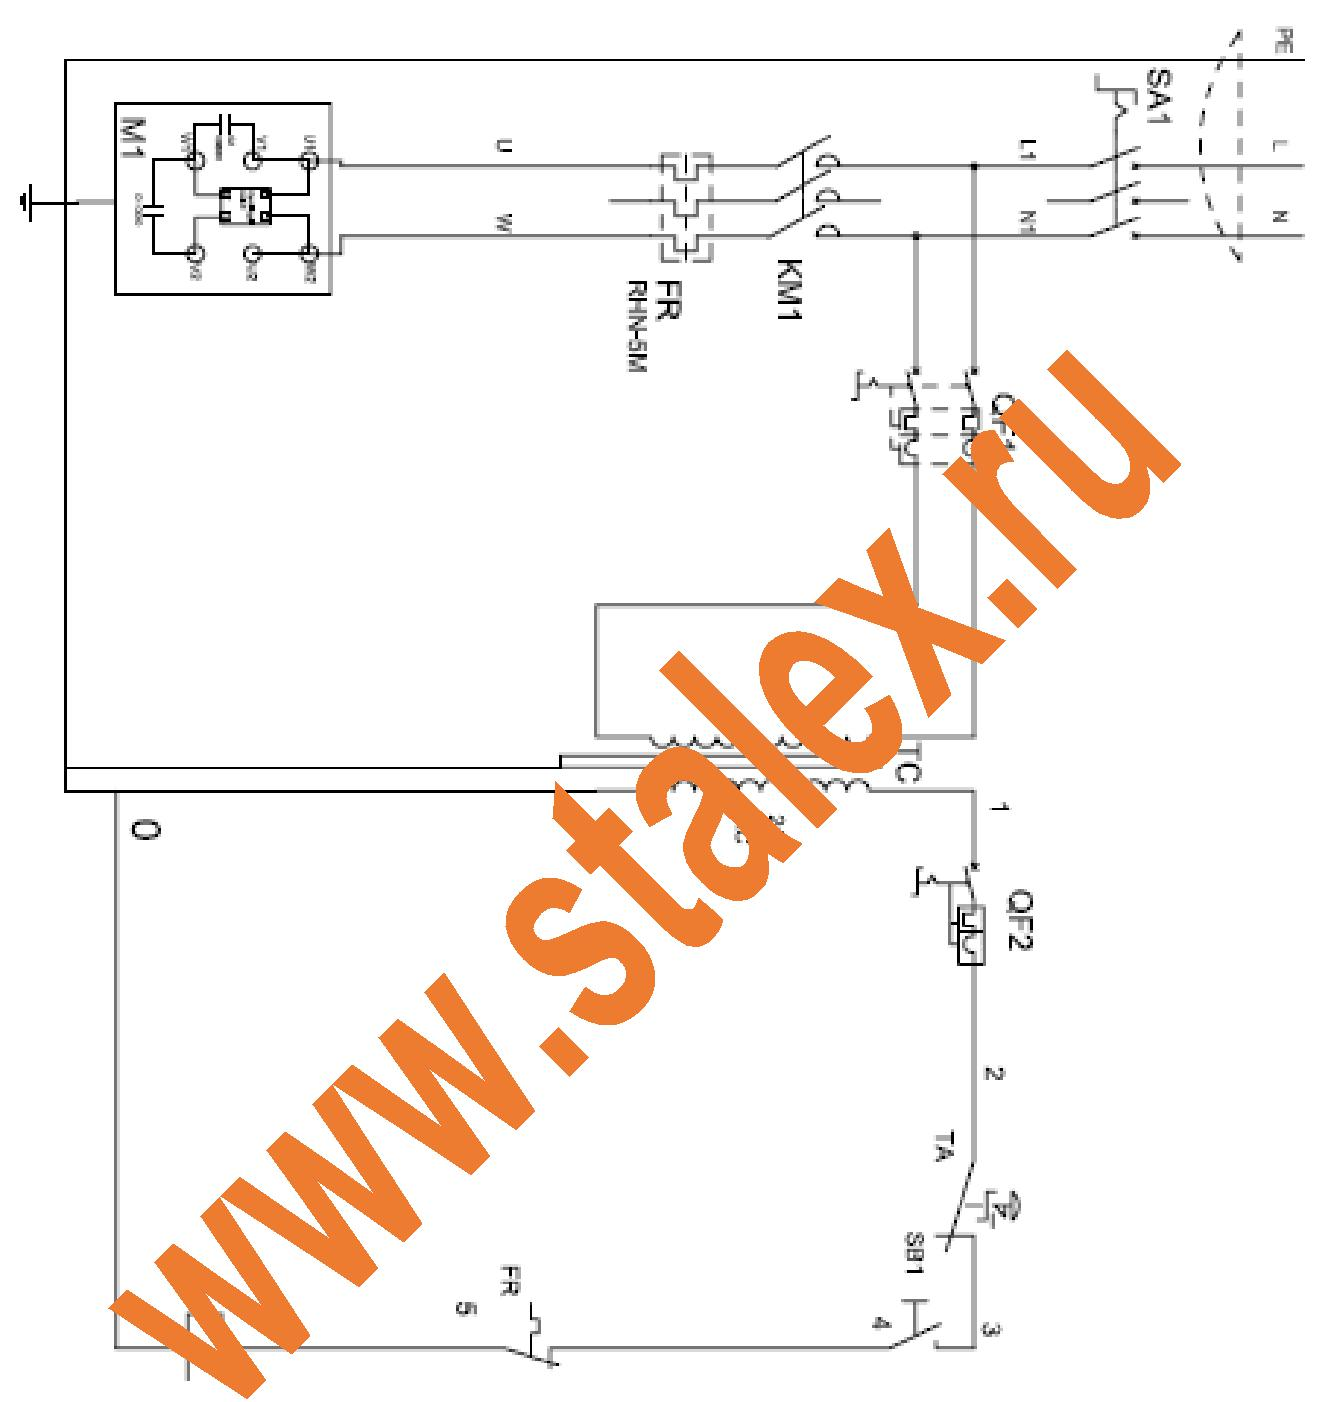 PE
L
N
SA1
L1
N1
KM1
FR
RHN-5M
U
W
M1
QF1
TC
0
1
QF2
2
TA
SB1
3
4
FR
5
www.stalex.ru